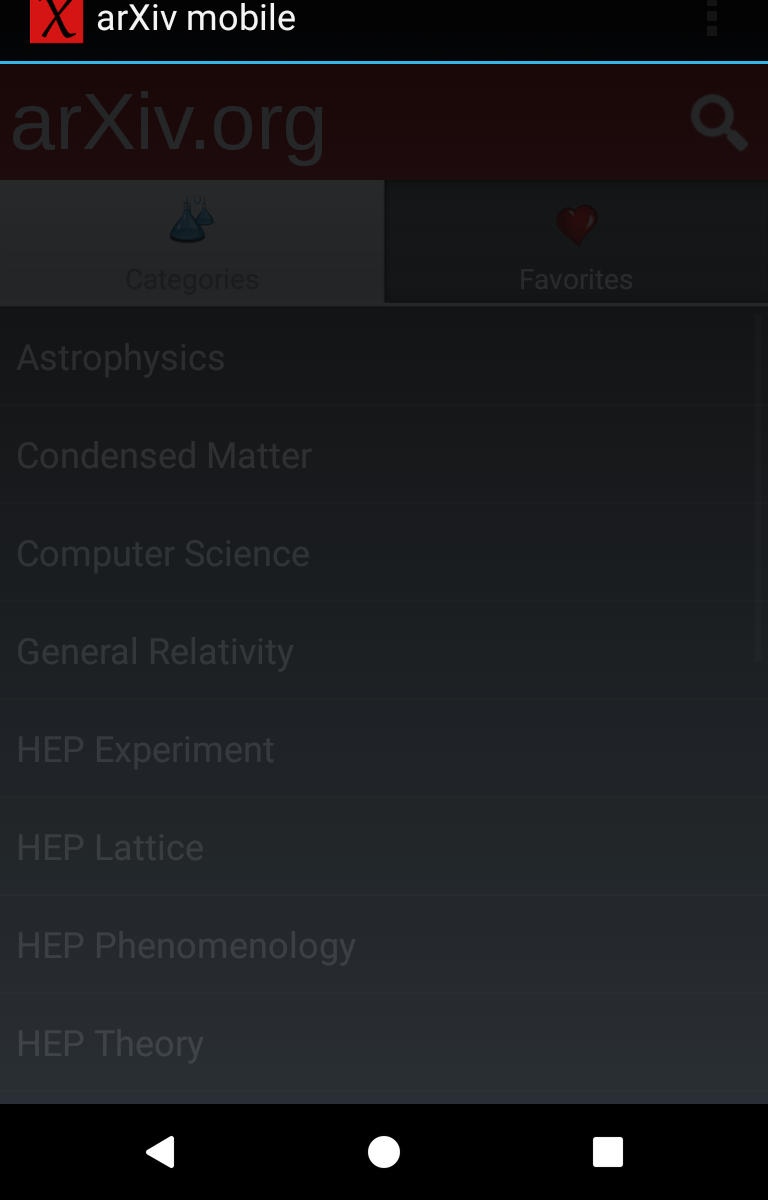 arXiv mobile
arXiv.org
Categories
Favorites
Astrophysics
Condensed Matter
Computer Science
General Relativity
HEP Experiment
HEP Lattice
HEP Phenomenology
HEP Theory